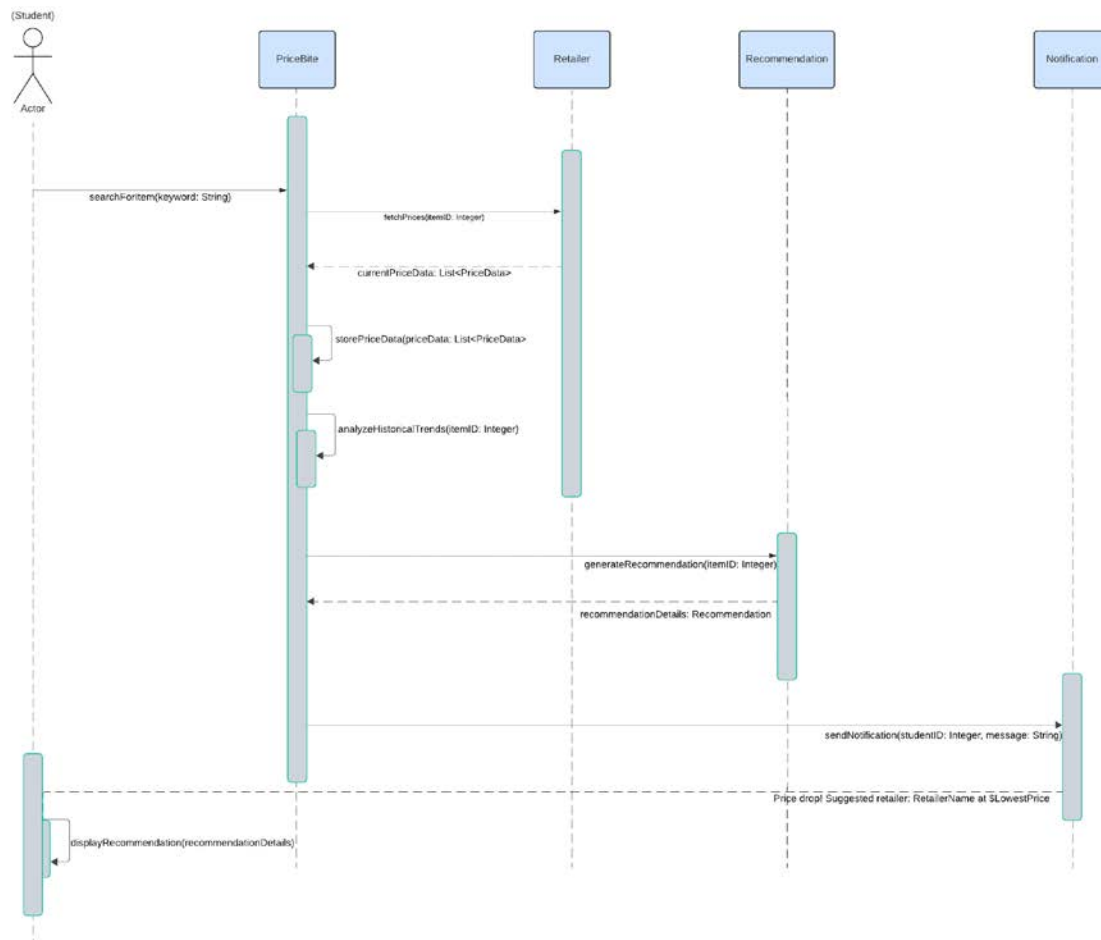 (Student)
Actor
PriceBite
Retailer
Recommendation
Notification
searchForItem(keyword: String)
fetchPrices(itemID: Integer)
currentPriceData: List<PriceData>
storePriceData(priceData: List<PriceData>
analyzeHistoricalTrends(itemID: Integer)
generateRecommendation(itemID: Integer)
recommendationDetails: Recommendation
sendNotification(studentID: Integer, message: String)
Price drop! Suggested retailer: RetailerName at $LowestPrice
displayRecommendation(recommendationDetails)